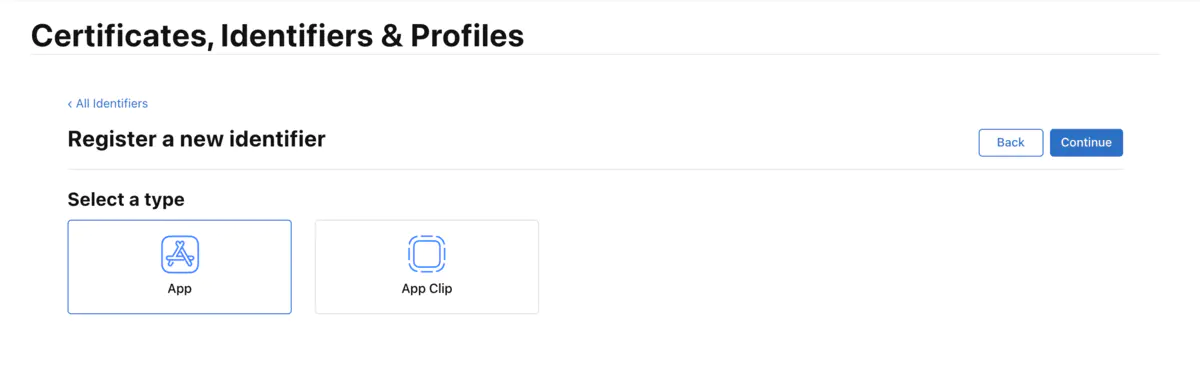 Certificates, Identifiers & Profiles
‹ All Identifiers
Register a new identifier
Back
Continue
Select a type
App
App Clip